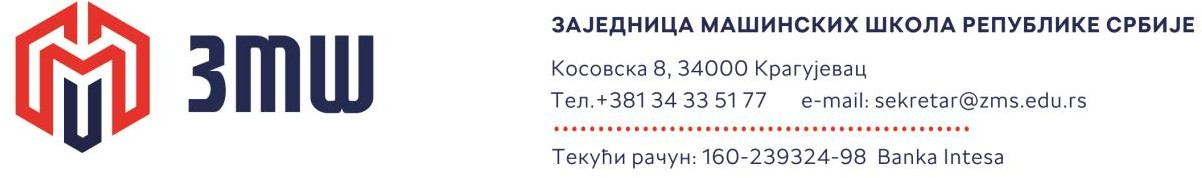 ЗМШ
ЗАЈЕДНИЦА МАШИНСКИХ ШКОЛА РЕПУБЛИКЕ СРБИЈЕ
Косовска 8, 34000 Крагујевац
Тел.+381 34 33 51 77 e-mail: sekretar@zms.edu.rs
Текући рачун: 160-239324-98 Banka Intesa